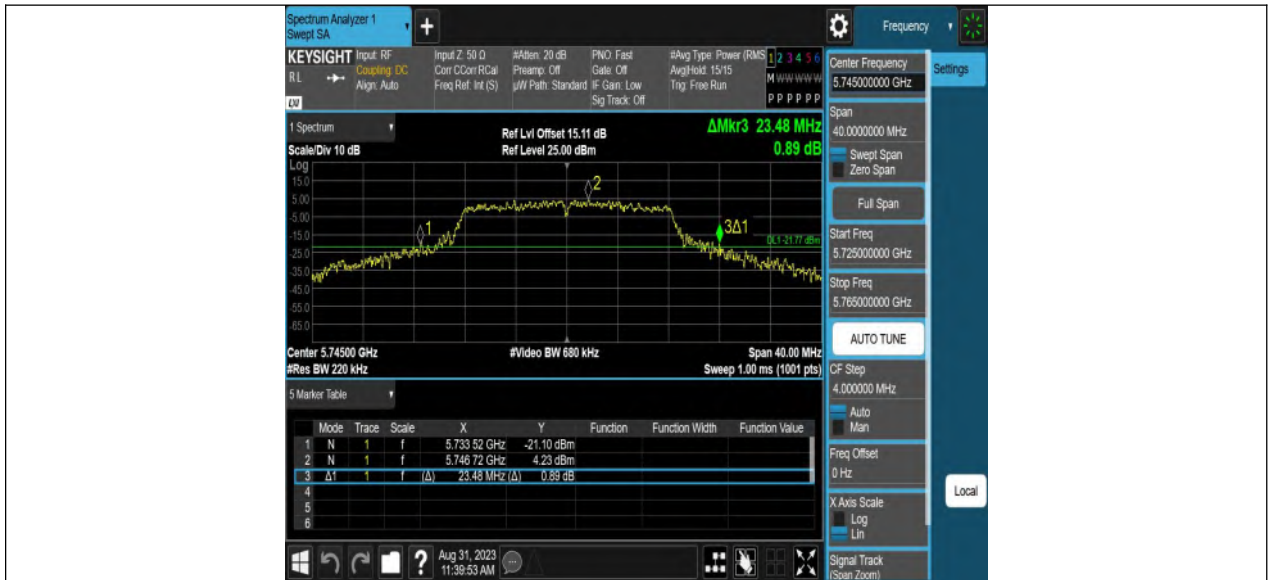 Spectrum Analyzer 1
Swept SA
+
Frequency
KEYSIGHT
RL
LXI
Input: RF
Coupling: DC
Align: Auto
Input Z: 50 Ω
Corr CCorr RCal
Freq Ref: Int (S)
#Atten: 20 dB
Preamp: Off
µW Path: Standard
PNO: Fast
Gate: Off
IF Gain: Low
Sig Track: Off
#Avg Type: Power (RMS
Avg|Hold: 15/15
Trig: Free Run
1 2 3 4 5 6
M W W W W W
P P P P P P
1 Spectrum
Scale/Div 10 dB
Ref Lvl Offset 15.11 dB
Ref Level 25.00 dBm
ΔMkr3 23.48 MHz
0.89 dB
Log
15.0
5.00
-5.00
-15.0
-25.0
-35.0
-45.0
-55.0
-65.0
1
2
3Δ1
DL1 -21.77 dBm
Center 5.74500 GHz
#Video BW 680 kHz
Span 40.00 MHz
#Res BW 220 kHz
Sweep 1.00 ms (1001 pts)
5 Marker Table
Mode Trace Scale X Y Function Function Width Function Value
1 N 1 f 5.733 52 GHz -21.10 dBm
2 N 1 f 5.746 72 GHz 4.23 dBm
3 Δ1 1 f (Δ) 23.48 MHz (Δ) 0.89 dB
4
5
6
?
Aug 31, 2023
11:39:53 AM
Center Frequency
5.745000000 GHz
Settings
Span
40.0000000 MHz
Swept Span
Zero Span
Full Span
Start Freq
5.725000000 GHz
Stop Freq
5.765000000 GHz
AUTO TUNE
CF Step
4.000000 MHz
Auto
Man
Freq Offset
0 Hz
X Axis Scale
Log
Lin
Signal Track
(Span Zoom)
Local